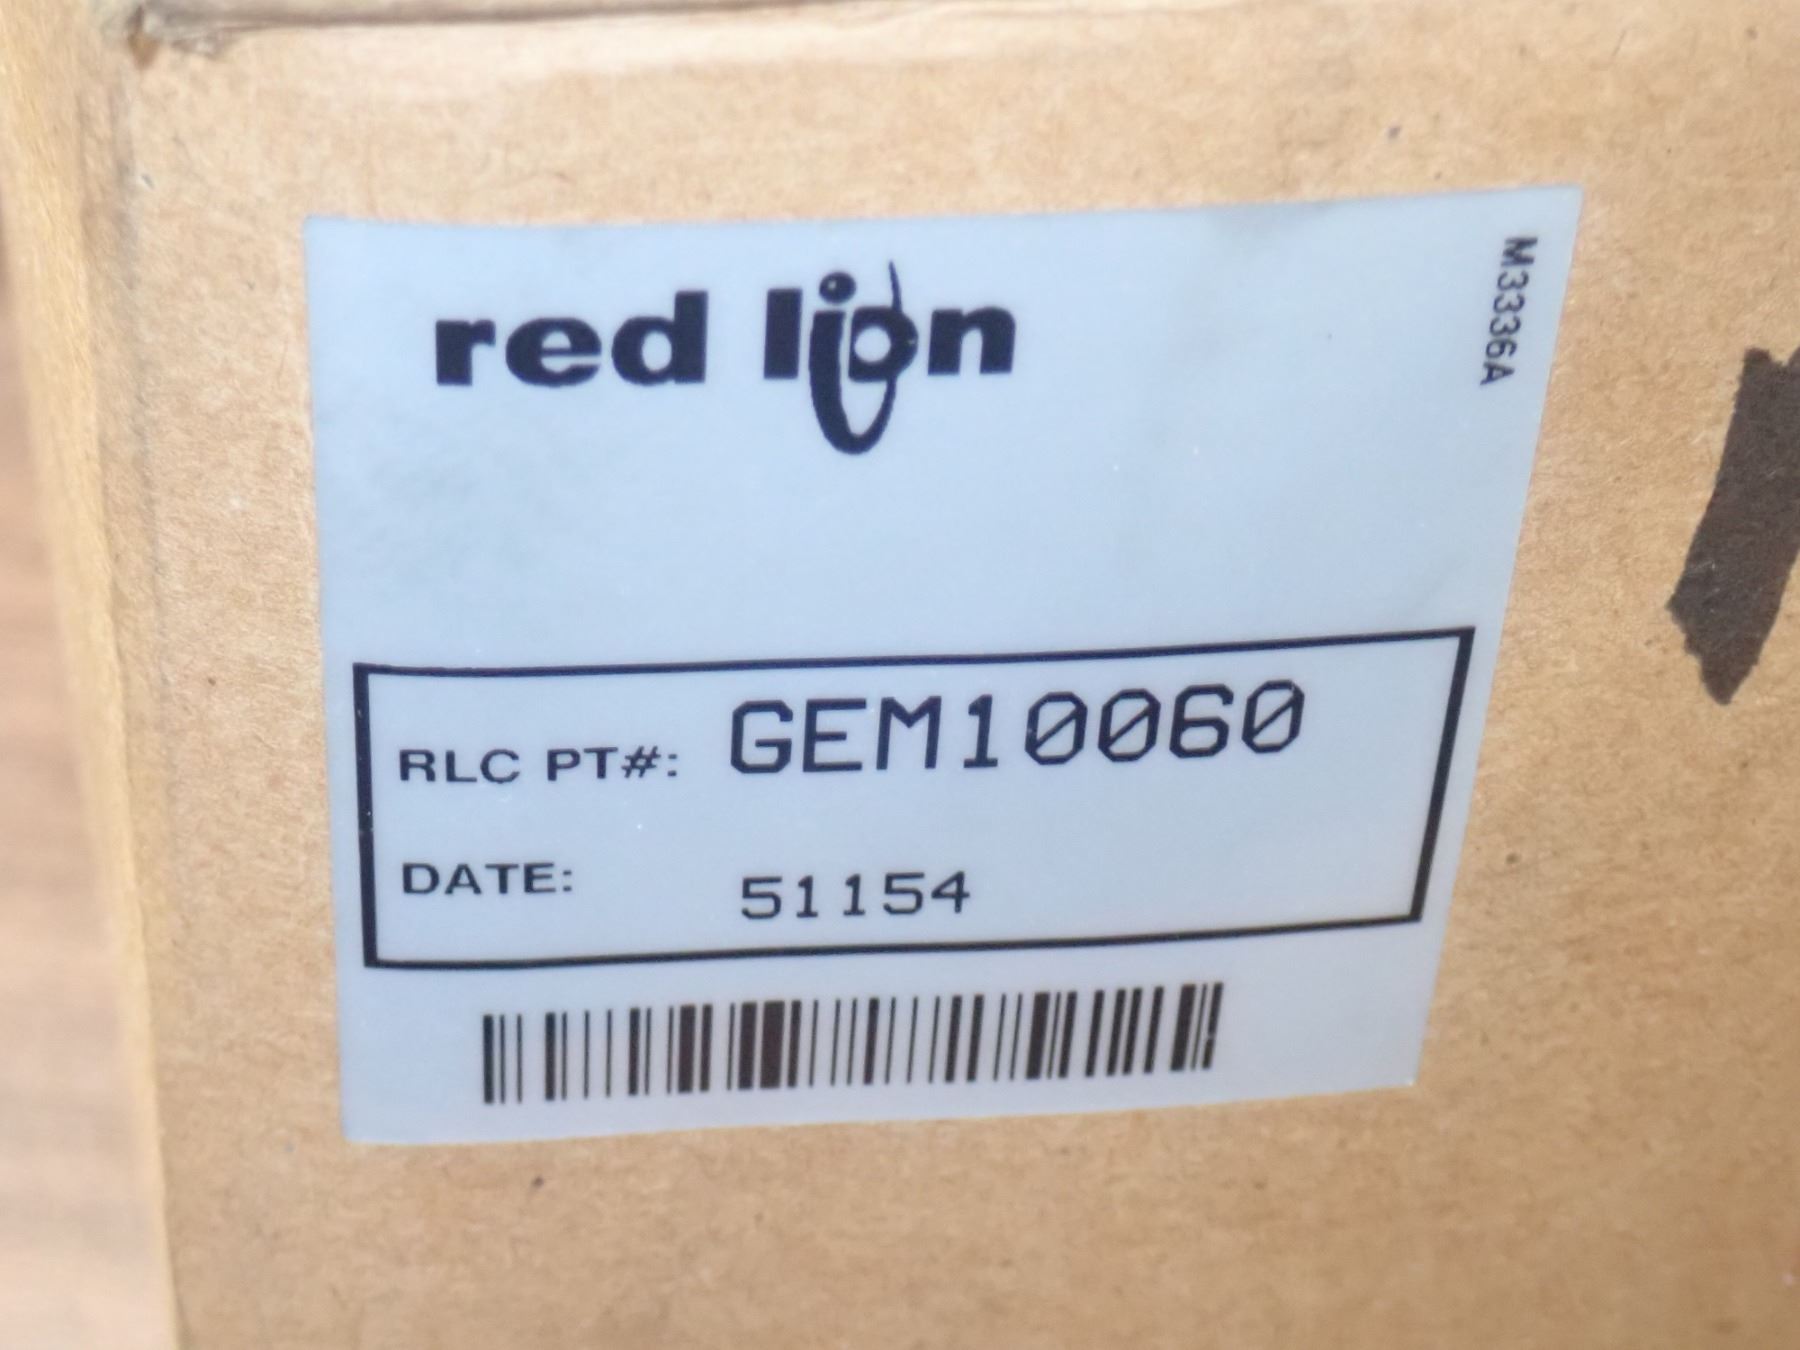 red lion
M3336A
RLC PT#: GEM10060
DATE: 51154